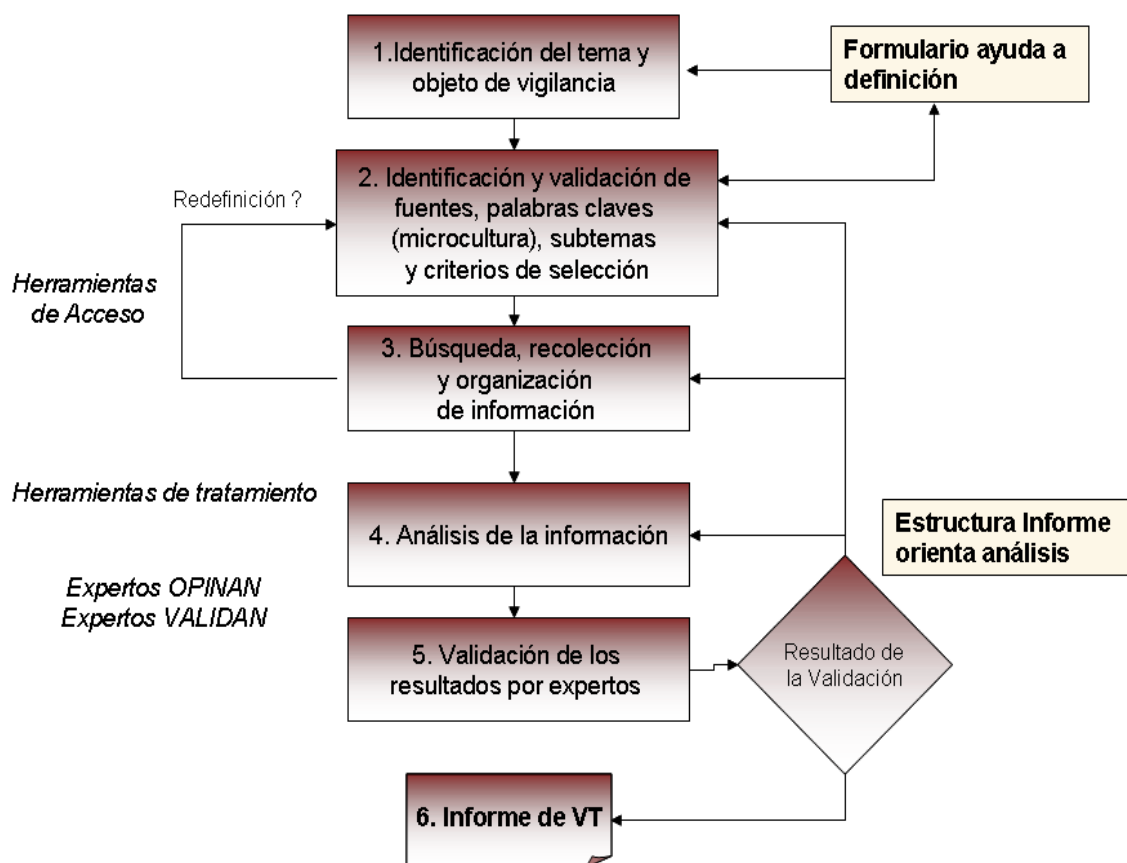 1.Identificación del tema y
objeto de vigilancia
Formulario ayuda a
definición
2. Identificación y validación de
fuentes, palabras claves
(microcultura), subtemas
y criterios de selección
Redefinición ?
Herramientas
de Acceso
3. Búsqueda, recolección
y organización
de información
Herramientas de tratamiento
4. Análisis de la información
Estructura Informe
orienta análisis
Expertos OPINAN
Expertos VALIDAN
5. Validación de los
resultados por expertos
Resultado de
la Validación
6. Informe de VT